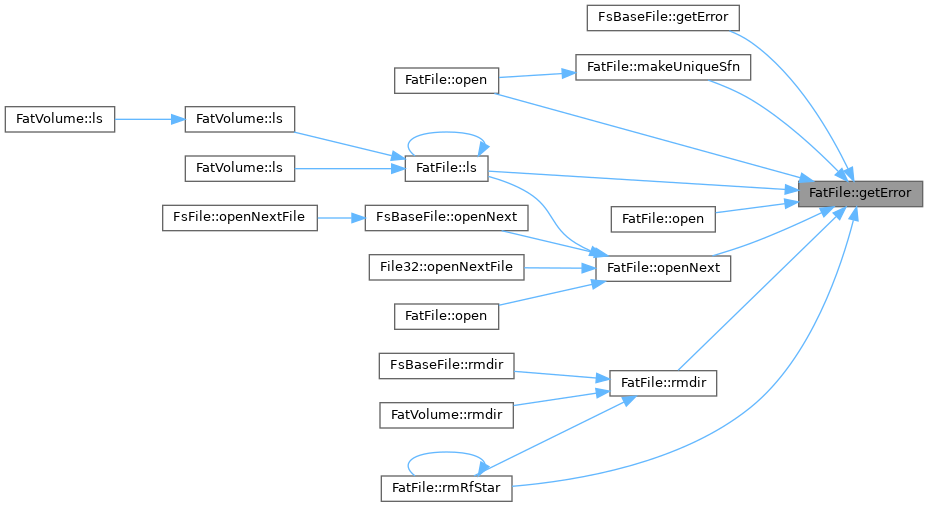 FsBaseFile::getError
FatFile::makeUniqueSfn
FatFile::open
FatVolume::ls
FatVolume::ls
FatFile::ls
FatVolume::ls
FatFile::getError
FsFile::openNextFile
FsBaseFile::openNext
FatFile::open
File32::openNextFile
FatFile::openNext
FatFile::open
FsBaseFile::rmdir
FatFile::rmdir
FatVolume::rmdir
FatFile::rmRfStar